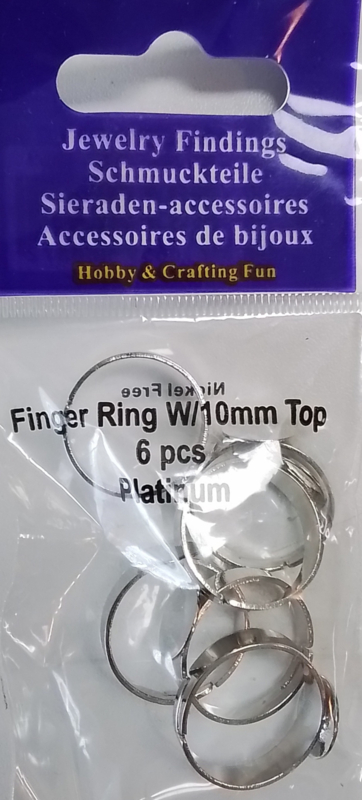 Jewelry Findings
Schmuckteile
Sieraden-accessoires
Accessoires de bijoux
Hobby & Crafting Fun
Nickel Free
Finger Ring W/10mm Top
6 pcs
Platinum